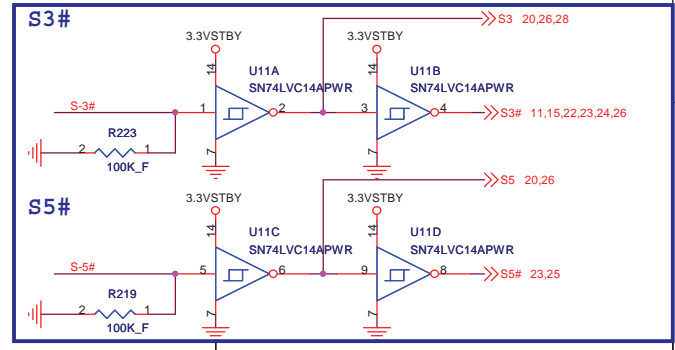 S3#
S3 20,26,28
3.3VSTBY
3.3VSTBY
14
U11A
SN74LVC14APWR
14
U11B
SN74LVC14APWR
S-3#
1
2
3
4
S3# 11,15,22,23,24,26
R223
2
1
100K_F
7
7
S5 20,26
S5#
3.3VSTBY
3.3VSTBY
14
U11C
SN74LVC14APWR
14
U11D
SN74LVC14APWR
S-5#
5
6
9
8
S5# 23,25
R219
2
1
100K_F
7
7